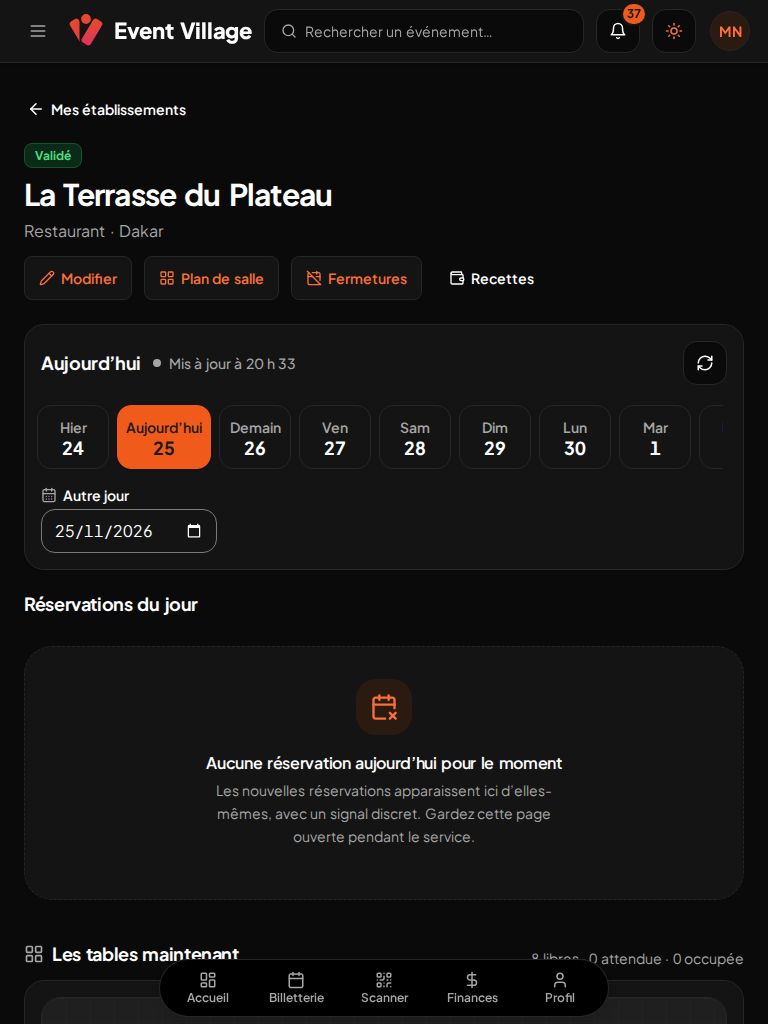 Event Village
Rechercher un événement...
37
MN
Mes établissements
Validé
La Terrasse du Plateau
Restaurant · Dakar
Modifier
Plan de salle
Fermetures
Recettes
Aujourd’hui
Mis à jour à 20 h 33
Hier
24
Aujourd’hui
25
Demain
26
Ven
27
Sam
28
Dim
29
Lun
30
Mar
1
Autre jour
25/11/2026
Réservations du jour
Aucune réservation aujourd’hui pour le moment
Les nouvelles réservations apparaissent ici d’elles-
mêmes, avec un signal discret. Gardez cette page
ouverte pendant le service.
Les tables maintenant
8 libres · 0 attendue · 0 occupée
Accueil
Billetterie
Scanner
Finances
Profil